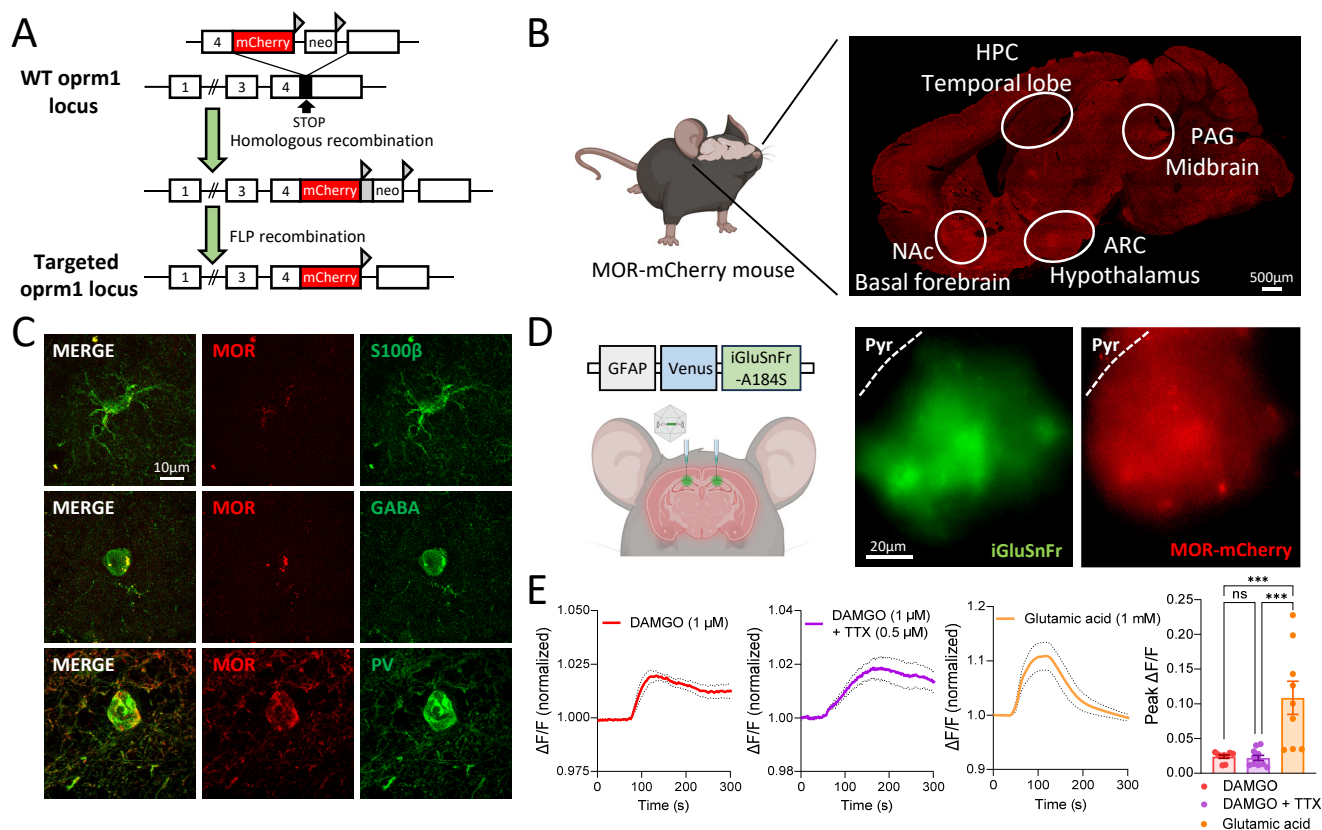 A
4
mCherry
neo
WT oprm1
locus
1
//
3
4
STOP
Homologous recombination
1
//
3
4
mCherry
neo
FLP recombination
Targeted
oprm1 locus
1
//
3
4
mCherry
B
MOR-mCherry mouse
HPC
Temporal lobe
PAG
Midbrain
NAc
Basal forebrain
ARC
Hypothalamus
500µm
C
MERGE
MOR
S100β
10µm
MERGE
MOR
GABA
MERGE
MOR
PV
D
GFAP
Venus
iGluSnFr
-A184S
Pyr
20µm
iGluSnFr
Pyr
MOR-mCherry
E
ΔF/F (normalized)
1.050
1.025
1.000
0.975
0
100
200
300
Time (s)
DAMGO (1 µM)
ΔF/F (normalized)
1.04
1.02
1.00
0.98
0
100
200
300
Time (s)
DAMGO (1 µM)
+ TTX (0.5 µM)
ΔF/F (normalized)
1.2
1.1
1.0
0.9
0
100
200
300
Time (s)
Glutamic acid (1 mM)
Peak ΔF/F
0.25
0.20
0.15
0.10
0.05
0.00
***
ns
***
DAMGO
DAMGO + TTX
Glutamic acid